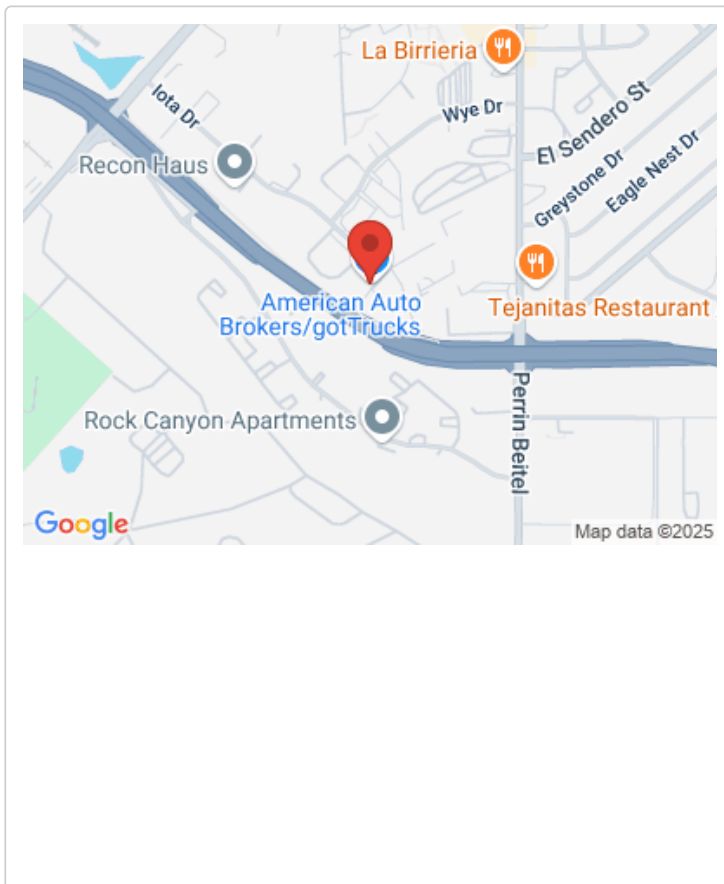 La Birrieria
Iota Dr
Wye Dr
El Sendero St
Recon Haus
Greystone Dr
Eagle Nest Dr
American Auto
Brokers/gotTrucks
Tejanitas Restaurant
Perrin Beitel
Rock Canyon Apartments
Google
Map data ©2025